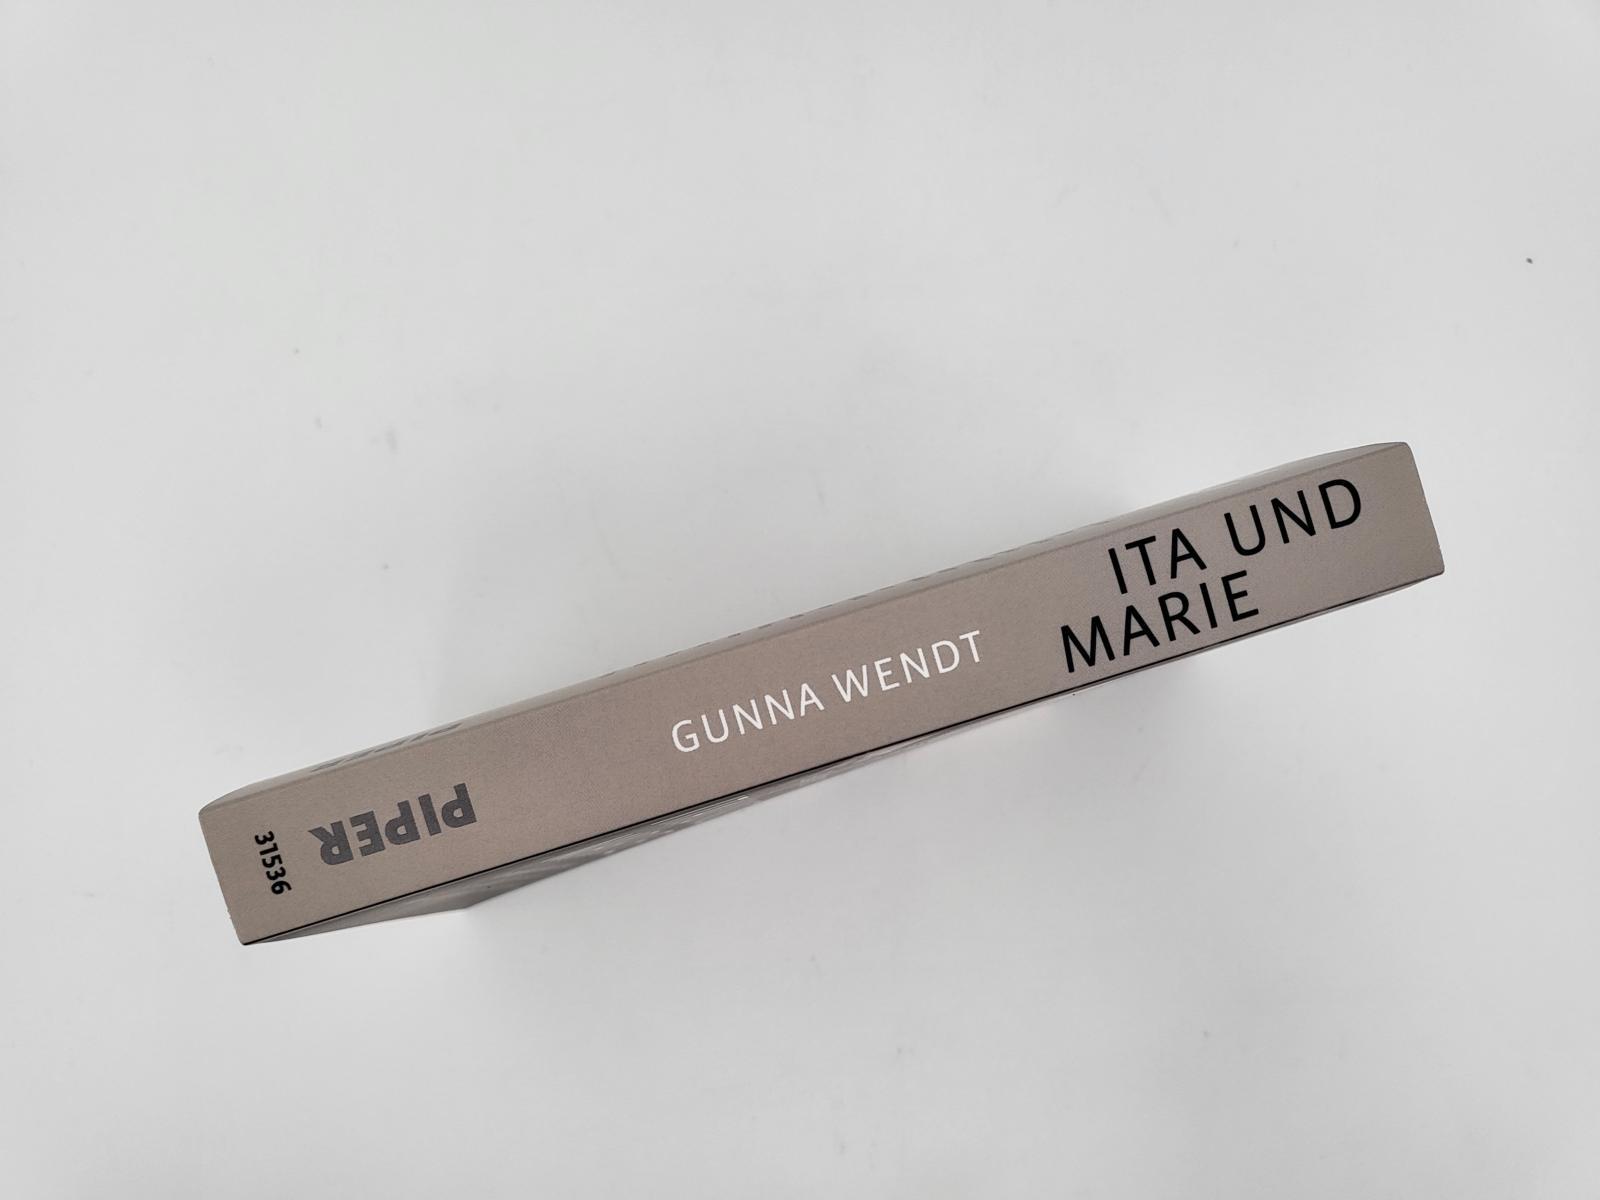 ITA UND
MARIE
GUNNA WENDT
PIPER
31536